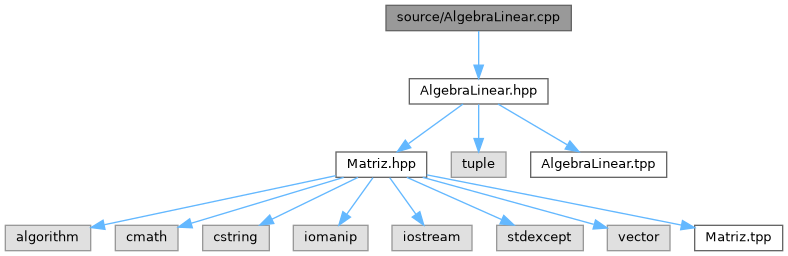 source/AlgebraLinear.cpp
AlgebraLinear.hpp
Matriz.hpp
tuple
AlgebraLinear.tpp
algorithm
cmath
cstring
iomanip
iostream
stdexcept
vector
Matriz.tpp